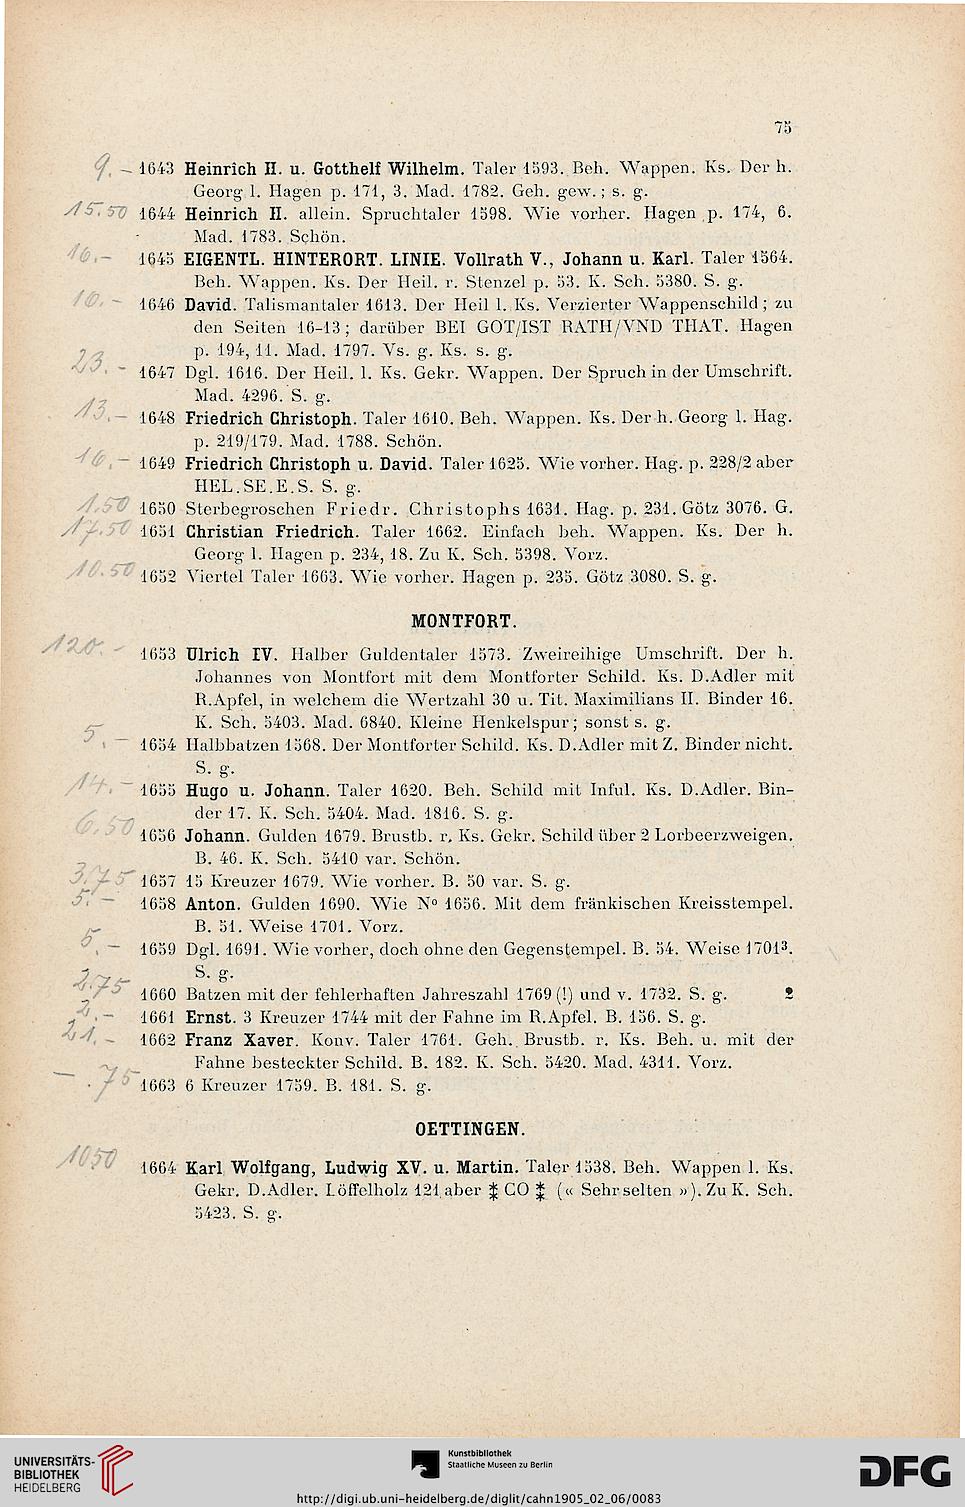 75
9.- 1643 Heinrich II. u. Gotthelf Wilhelm. Taler 1593. Beh. Wappen. Ks. Der h.
Georg l. Hagen p. 171, 3. Mad. 1782. Geh. gew.; s. g.
15.50 1644 Heinrich II. allein. Spruchtaler 1598. Wie vorher. Hagen p. 174, 6.
Mad. 1783. Schön.
16.- 1645 EIGENTL. HINTERORT. LINIE. Vollrath V., Johann u. Karl. Taler 1564.
Beh. Wappen. Ks. Der Heil. r. Stenzel p. 53. K. Sch. 5380. S. g.
10.- 1646 David. Talismantaler 1613. Der Heil l. Ks. Verzierter Wappenschild; zu
den Seiten 16-13; darüber BEI GOT/IST RATH/VND THAT. Hagen
p. 194, 11. Mad. 1797. Vs. g. Ks. s. g.
23.- 1647 Dgl. 1616. Der Heil. l. Ks. Gekr. Wappen. Der Spruch in der Umschrift.
Mad. 4296. S. g.
13.- 1648 Friedrich Christoph. Taler 1610. Beh. Wappen. Ks. Der h. Georg l. Hag.
p. 219/179. Mad. 1788. Schön.
16.- 1649 Friedrich Christoph u. David. Taler 1625. Wie vorher. Hag. p. 228/2 aber
HEL.SE.E.S. S. g.
1.50 1650 Sterbegroschen Friedr. Christophs 1631. Hag. p. 231. Götz 3076. G.
17.50 1651 Christian Friedrich. Taler 1662. Einfach beh. Wappen. Ks. Der h.
Georg l. Hagen p. 234, 18. Zu K. Sch. 5398. Vorz.
10.50 1652 Viertel Taler 1663. Wie vorher. Hagen p. 235. Götz 3080. S. g.
MONTFORT.
120.- 1653 Ulrich IV. Halber Guldentaler 1573. Zweireihige Umschrift. Der h.
Johannes von Montfort mit dem Montforter Schild. Ks. D.Adler mit
R.Apfel, in welchem die Wertzahl 30 u. Tit. Maximilians II. Binder 16.
K. Sch. 5403. Mad. 6840. Kleine Henkelspur; sonst s. g.
5.- 1654 Halbbatzen 1568. Der Montforter Schild. Ks. D.Adler mit Z. Binder nicht.
S. g.
14.- 1655 Hugo u. Johann. Taler 1620. Beh. Schild mit Inful. Ks. D.Adler. Bin-
der 17. K. Sch. 5404. Mad. 1816. S. g.
6.50 1656 Johann. Gulden 1679. Brustb. r. Ks. Gekr. Schild über 2 Lorbeerzweigen.
B. 46. K. Sch. 5410 var. Schön.
3.75 1657 15 Kreuzer 1679. Wie vorher. B. 50 var. S. g.
5.- 1658 Anton. Gulden 1690. Wie N° 1656. Mit dem fränkischen Kreisstempel.
B. 51. Weise 1701. Vorz.
5.- 1659 Dgl. 1691. Wie vorher, doch ohne den Gegenstempel. B. 54. Weise 1701³.
S. g.
2.75 1660 Batzen mit der fehlerhaften Jahreszahl 1769 (!) und v. 1732. S. g. 2
2.- 1661 Ernst. 3 Kreuzer 1744 mit der Fahne im R.Apfel. B. 156. S. g.
21.- 1662 Franz Xaver. Konv. Taler 1761. Geh. Brustb. r. Ks. Beh. u. mit der
Fahne besteckter Schild. B. 182. K. Sch. 5420. Mad. 4311. Vorz.
-.75 1663 6 Kreuzer 1759. B. 181. S. g.
OETTINGEN.
1050 1664 Karl Wolfgang, Ludwig XV. u. Martin. Taler 1538. Beh. Wappen l. Ks.
Gekr. D.Adler. Löffelholz 121 aber ⁑ CO ⁑ (« Sehr selten »). Zu K. Sch.
5423. S. g.
UNIVERSITÄTS-
BIBLIOTHEK
HEIDELBERG
Kunstbibliothek
Staatliche Museen zu Berlin
DFG
http://digi.ub.uni-heidelberg.de/diglit/cahn1905_02_06/0083